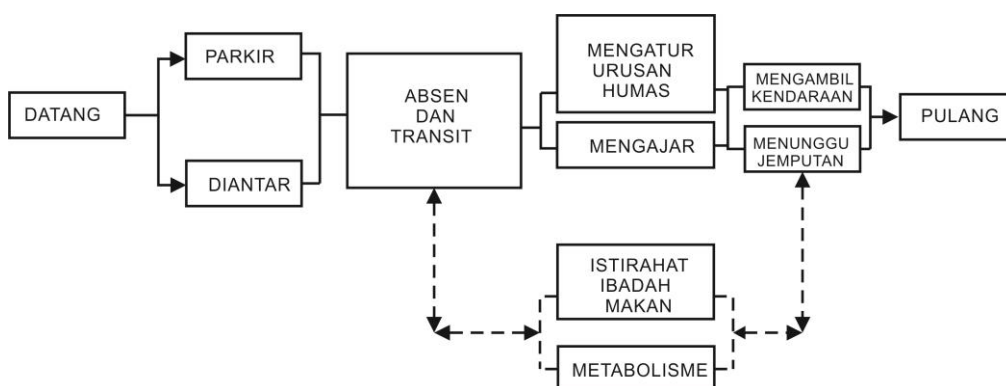 DATANG
PARKIR
DIANTAR
ABSEN
DAN
TRANSIT
MENGATUR
URUSAN
HUMAS
MENGAJAR
MENGAMBIL
KENDARAAN
MENUNGGU
JEMPUTAN
PULANG
ISTIRAHAT
IBADAH
MAKAN
METABOLISME